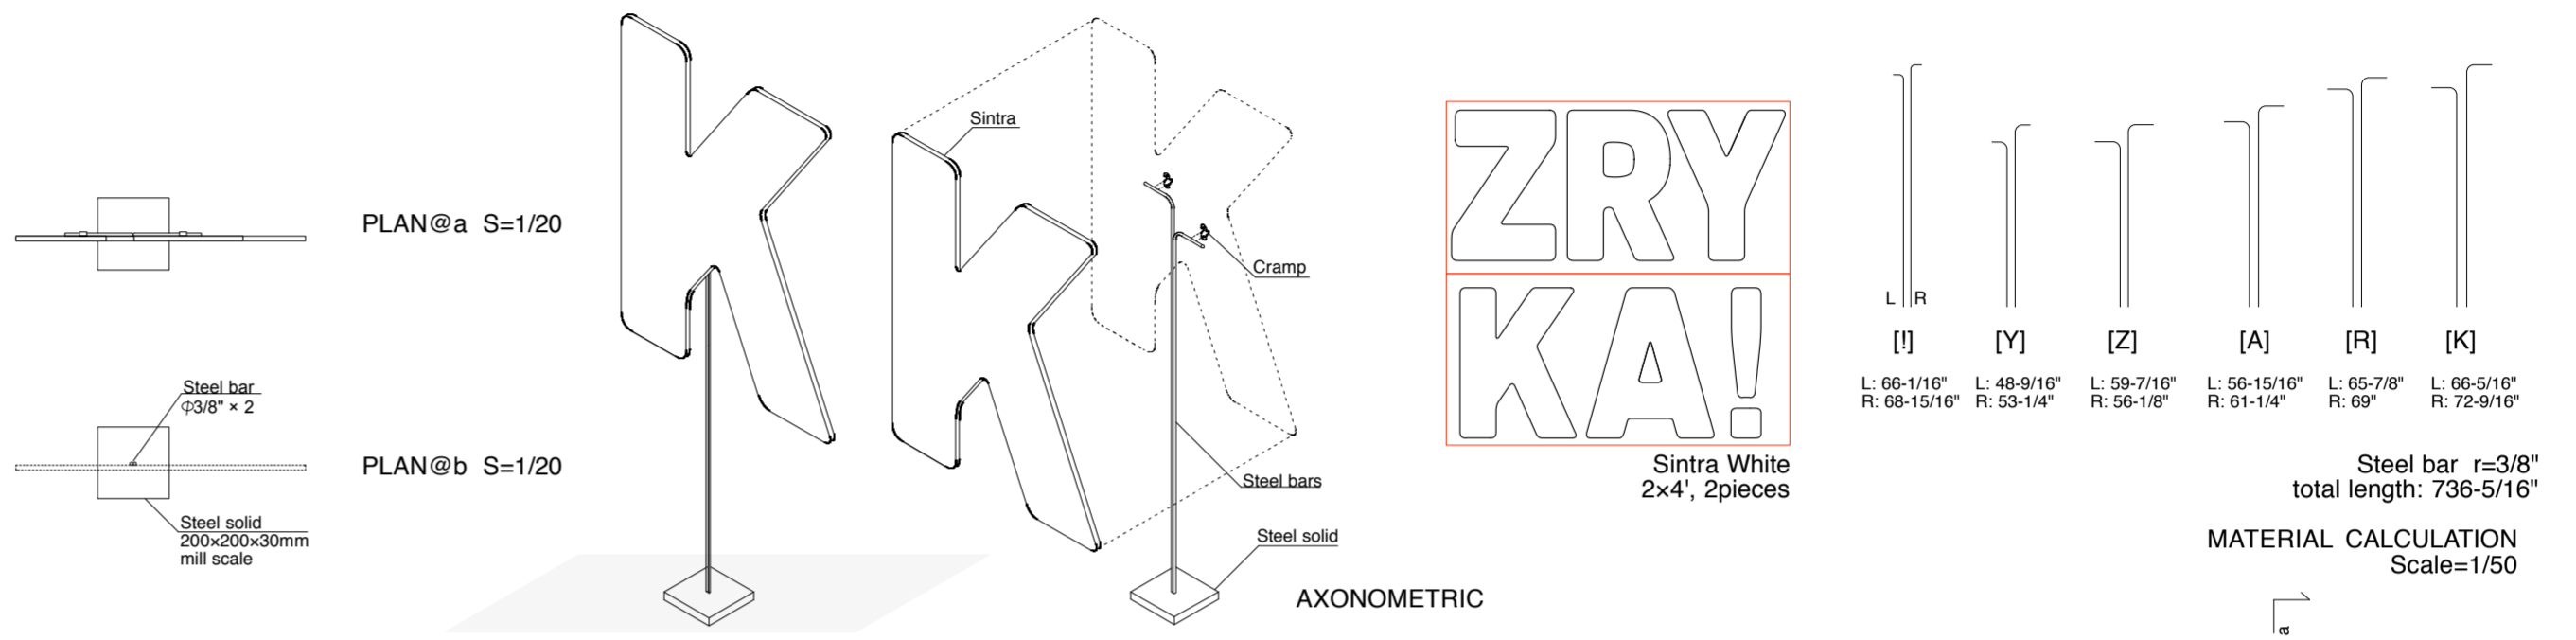 PLAN@a S=1/20
Steel bar
Φ3/8" × 2
PLAN@b S=1/20
Steel solid
200×200×30mm
mill scale
K
Sintra
K
Cramp
Steel bars
Steel solid
AXONOMETRIC
ZRY
KA!
Sintra White
2×4', 2pieces
L R
[!] [Y] [Z] [A] [R] [K]
L: 66-1/16" L: 48-9/16" L: 59-7/16" L: 56-15/16" L: 65-7/8" L: 66-5/16"
R: 68-15/16" R: 53-1/4" R: 56-1/8" R: 61-1/4" R: 69" R: 72-9/16"
Steel bar r=3/8"
total length: 736-5/16"
MATERIAL CALCULATION
Scale=1/50
a